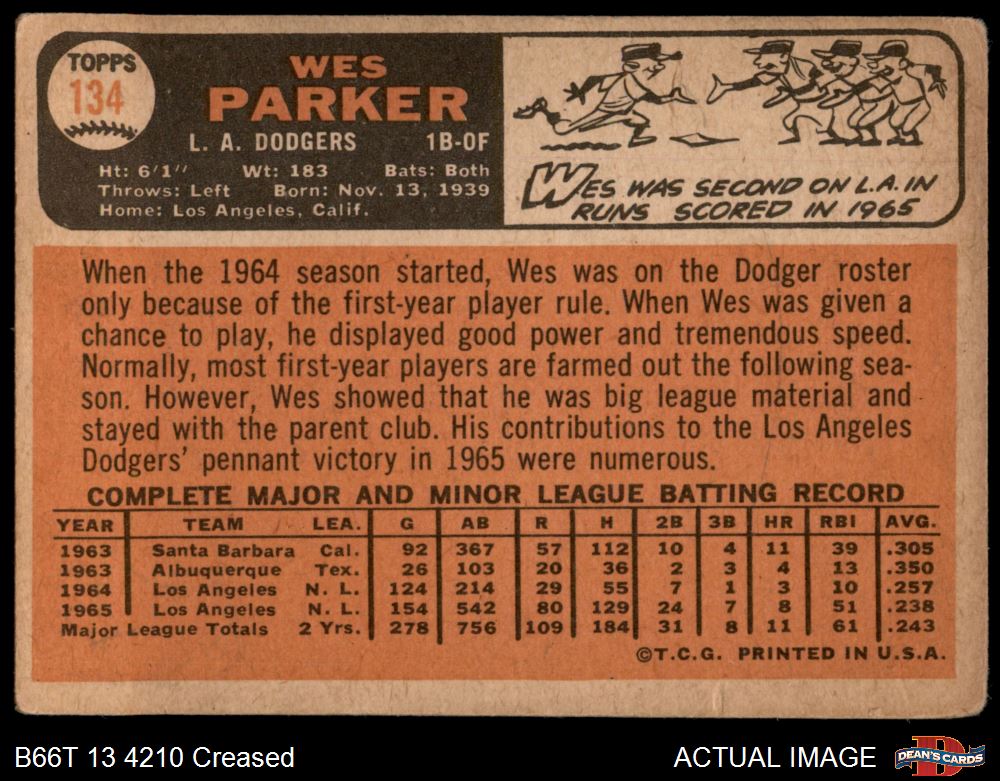 TOPPS
134
WES
PARKER
L. A. DODGERS 1B-OF
Ht: 6'1" Wt: 183 Bats: Both
Throws: Left Born: Nov. 13, 1939
Home: Los Angeles, Calif.
WES WAS SECOND ON L.A. IN
RUNS SCORED IN 1965
When the 1964 season started, Wes was on the Dodger roster
only because of the first-year player rule. When Wes was given a
chance to play, he displayed good power and tremendous speed.
Normally, most first-year players are farmed out the following sea-
son. However, Wes showed that he was big league material and
stayed with the parent club. His contributions to the Los Angeles
Dodgers' pennant victory in 1965 were numerous.
COMPLETE MAJOR AND MINOR LEAGUE BATTING RECORD
YEAR TEAM LEA. G AB R H 2B 3B HR RBI AVG.
1963 Santa Barbara Cal. 92 367 57 112 10 4 11 39 .305
1963 Albuquerque Tex. 26 103 20 36 2 3 4 13 .350
1964 Los Angeles N. L. 124 214 29 55 7 1 3 10 .257
1965 Los Angeles N. L. 154 542 80 129 24 7 8 51 .238
Major League Totals 2 Yrs. 278 756 109 184 31 8 11 61 .243
©T.C.G. PRINTED IN U.S.A.
B66T 13 4210 Creased ACTUAL IMAGE
DEAN'S CARDS